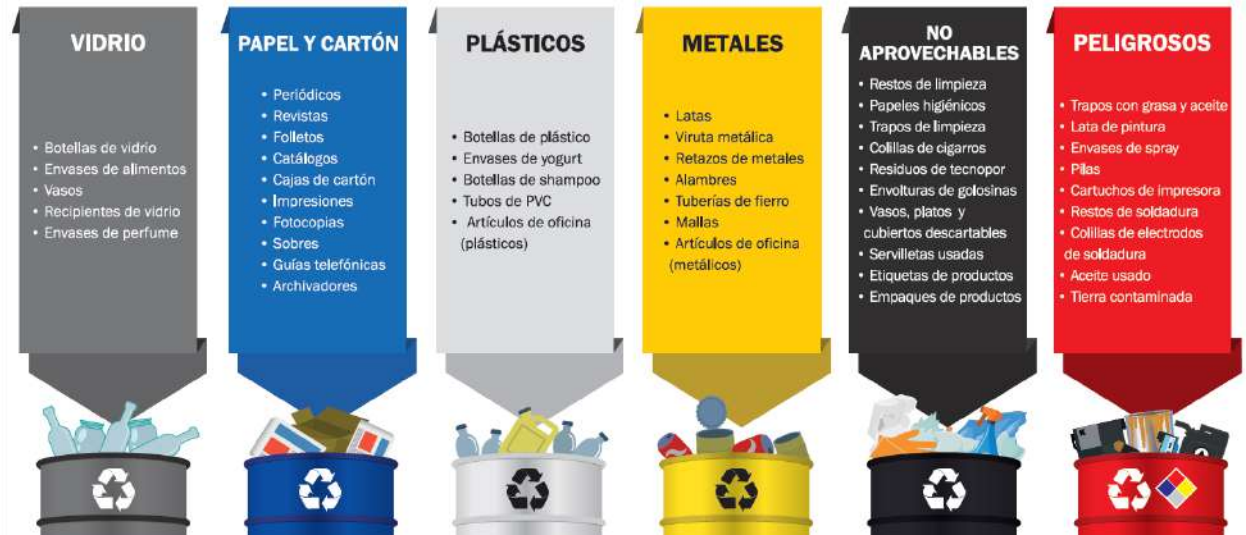 VIDRIO
• Botellas de vidrio
• Envases de alimentos
• Vasos
• Recipientes de vidrio
• Envases de perfume
PAPEL Y CARTÓN
• Periódicos
• Revistas
• Folletos
• Catálogos
• Cajas de cartón
• Impresiones
• Fotocopias
• Sobres
• Guías telefónicas
• Archivadores
PLÁSTICOS
• Botellas de plástico
• Envases de yogurt
• Botellas de shampoo
• Tubos de PVC
• Artículos de oficina
(plásticos)
METALES
• Latas
• Viruta metálica
• Retazos de metales
• Alambres
• Tuberías de fierro
• Mallas
• Artículos de oficina
(metálicos)
NO
APROVECHABLES
• Restos de limpieza
• Papeles higiénicos
• Trapos de limpieza
• Colillas de cigarros
• Residuos de tecnopor
• Envolturas de golosinas
• Vasos, platos y
cubiertos descartables
• Servilletas usadas
• Etiquetas de productos
• Empaques de productos
PELIGROSOS
• Trapos con grasa y aceite
• Lata de pintura
• Envases de spray
• Pilas
• Cartuchos de impresora
• Restos de soldadura
• Colillas de electrodos
de soldadura
• Aceite usado
• Tierra contaminada